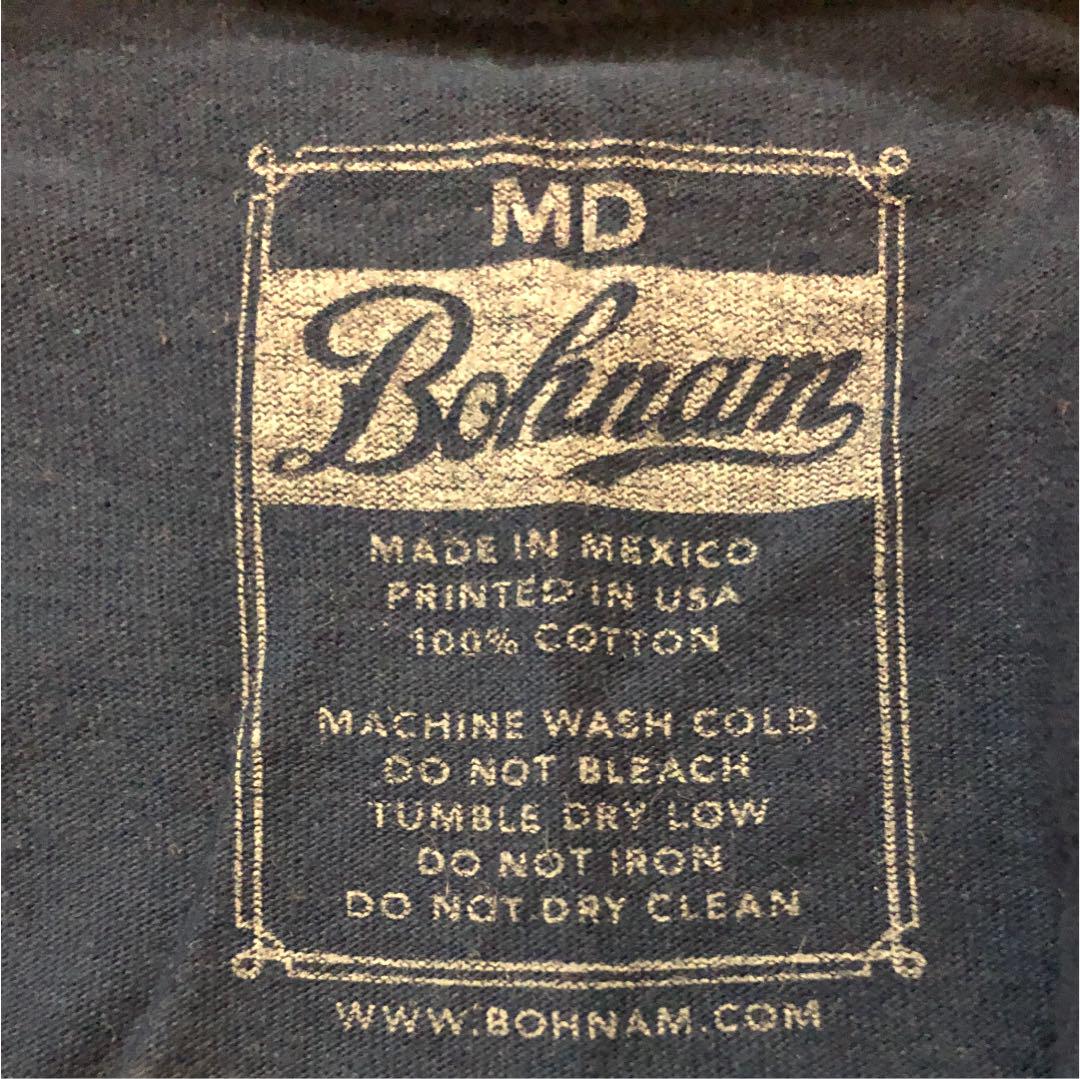 MD
Bohnam
MADE IN MEXICO
PRINTED IN USA
100% COTTON
MACHINE WASH COLD
DO NOT BLEACH
TUMBLE DRY LOW
DO NOT IRON
DO NOT DRY CLEAN
WWW.BOHNAM.COM